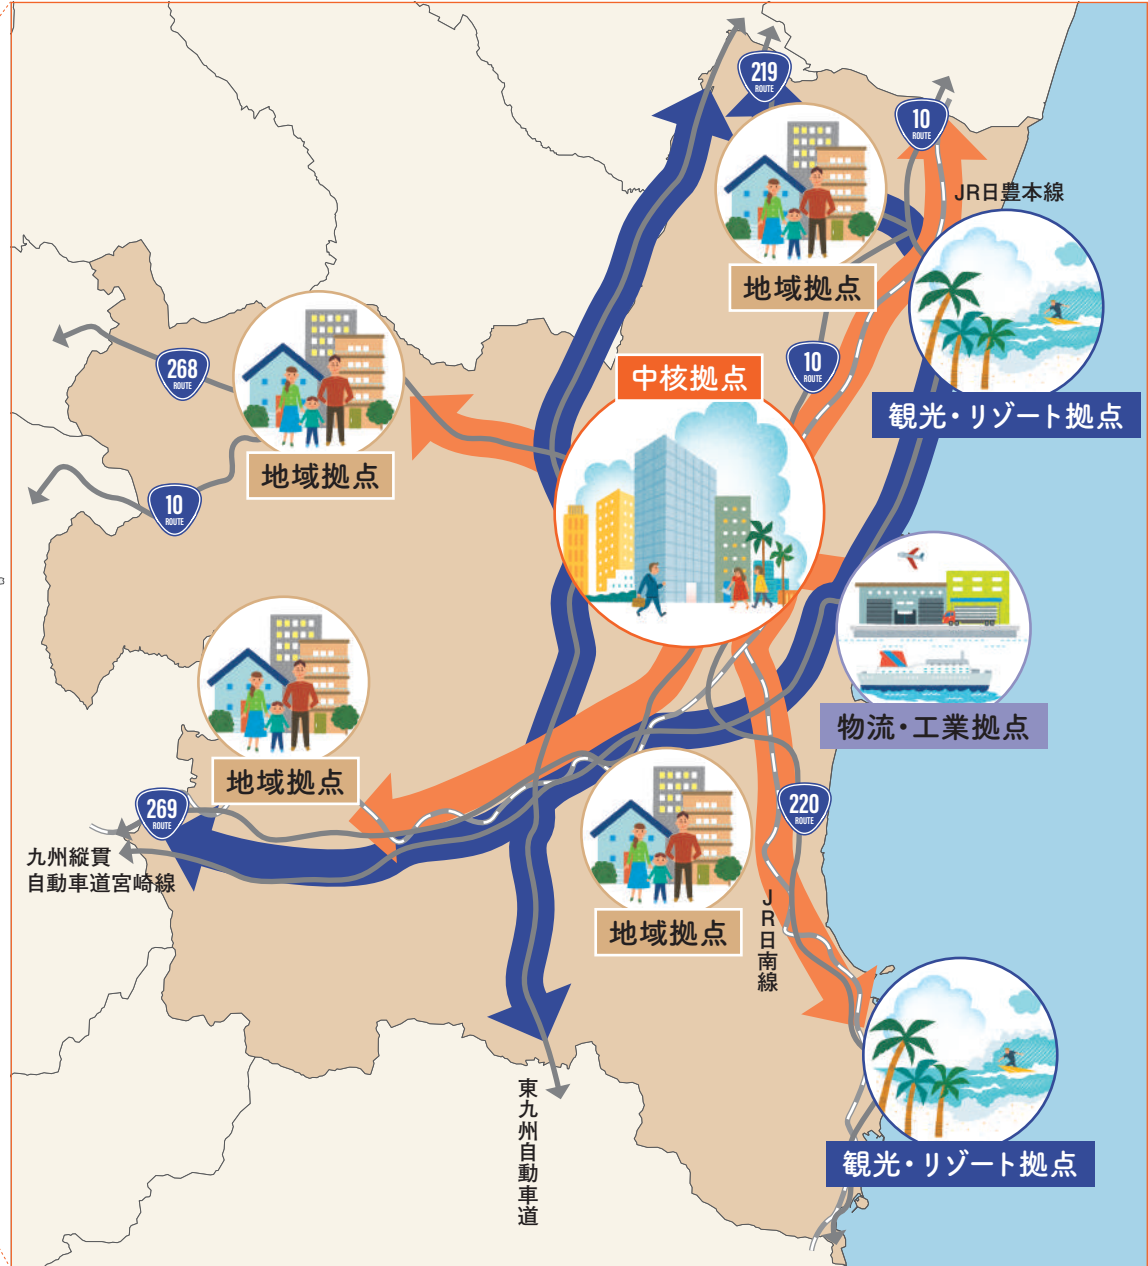 219
ROUTE
10
ROUTE
JR日豊本線
地域拠点
268
ROUTE
10
ROUTE
中核拠点
観光・リゾート拠点
地域拠点
10
ROUTE
物流・工業拠点
地域拠点
269
ROUTE
220
ROUTE
九州縦貫
自動車道宮崎線
地域拠点
JR日南線
東九州自動車道
観光・リゾート拠点